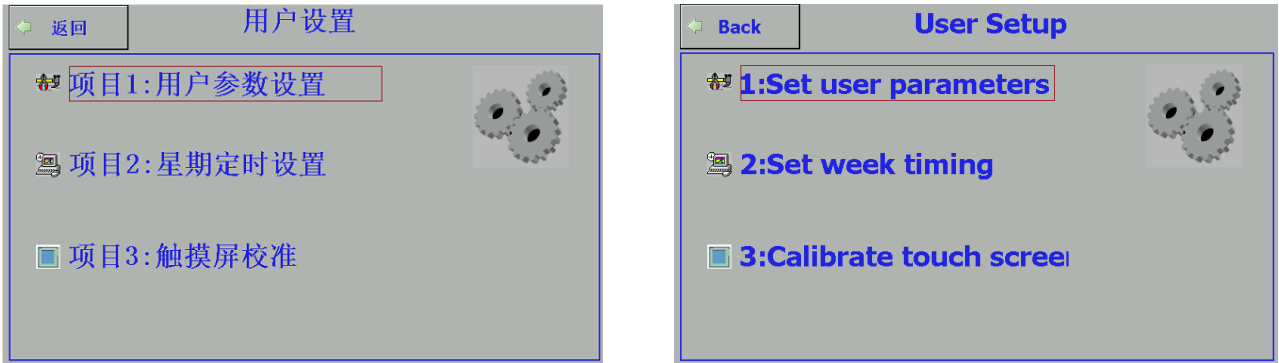 返回
用户设置
项目1:用户参数设置
项目2:星期定时设置
项目3:触摸屏校准
Back
User Setup
1:Set user parameters
2:Set week timing
3:Calibrate touch scree